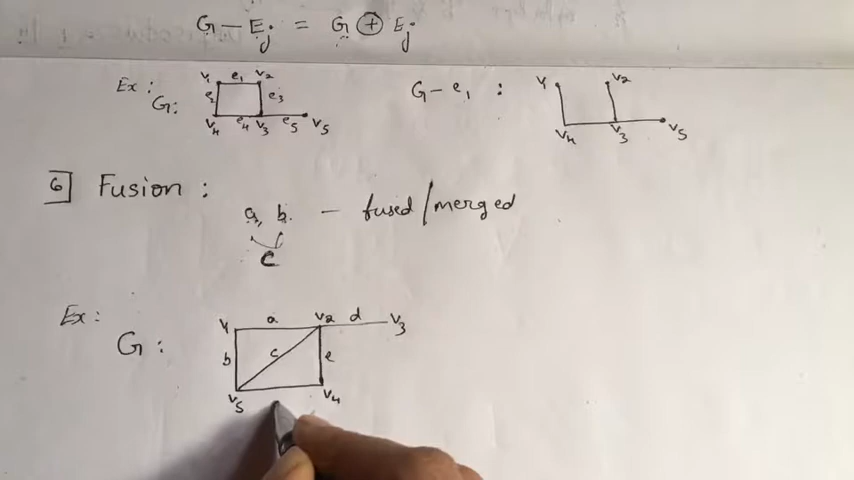 G - Ej = G ⊕ Ej
Ex: G: v1 e1 v2 G - e1 : v1 v2
e2 e3
v4 e4 v3 e5 v5 v4 v3 v5
6 Fusion :
a, b. - fused/merged
c
Ex: v1 a v2 d v3
G: b c e
v5 v4